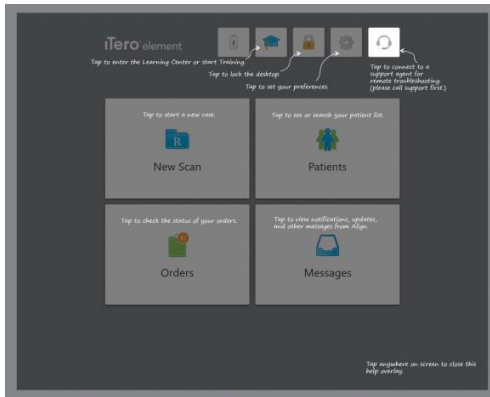 iTero element
Tap to enter the Learning Center or start Training.
Tap to lock the desktop.
Tap to set your preferences.
Tap to connect to a
support agent for
remote troubleshooting.
(please call support first.)
Tap to start a new case.
R
New Scan
Tap to see or search your patient list.
Patients
Tap to check the status of your orders.
Orders
Tap to view notifications, updates,
and other messages from Align.
Messages
Tap anywhere on screen to close this
help overlay.